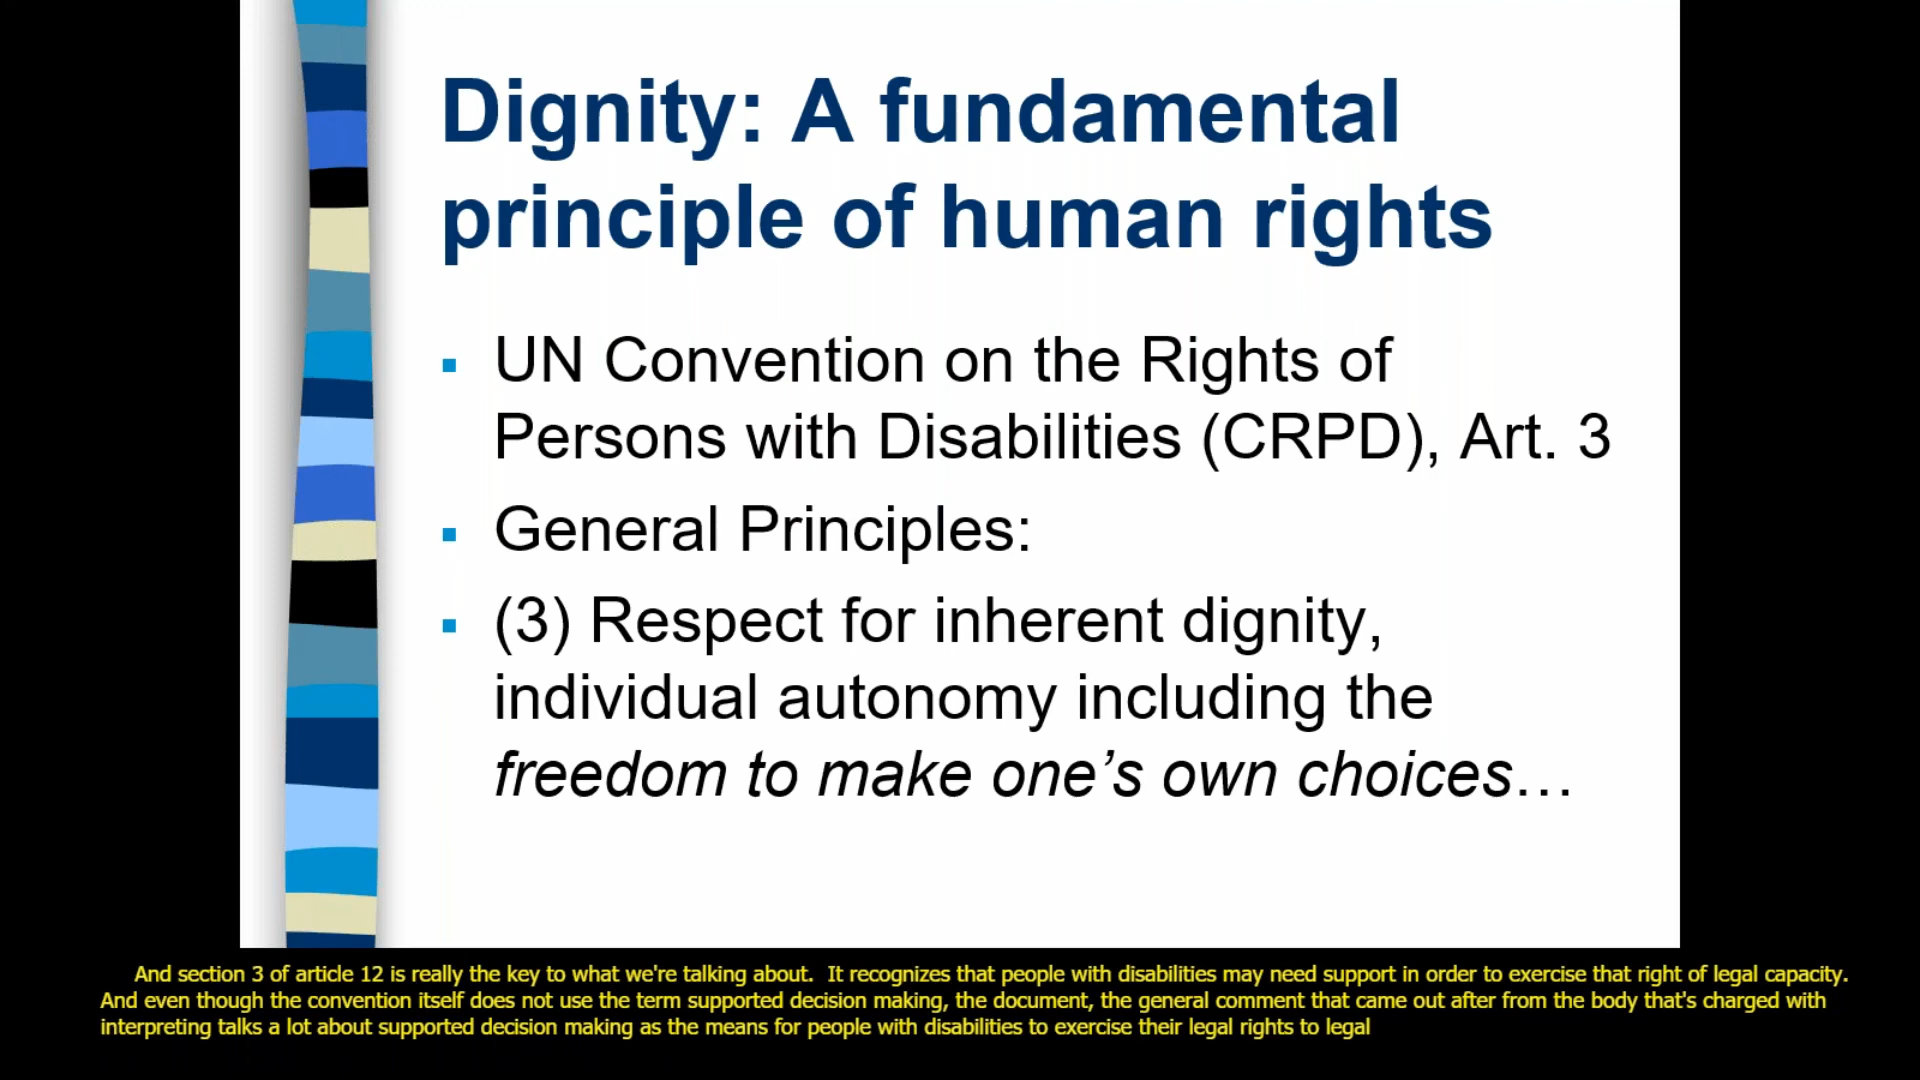 Dignity: A fundamental
principle of human rights
▪ UN Convention on the Rights of
Persons with Disabilities (CRPD), Art. 3
▪ General Principles:
▪ (3) Respect for inherent dignity,
individual autonomy including the
freedom to make one’s own choices…
And section 3 of article 12 is really the key to what we're talking about.  It recognizes that people with disabilities may need support in order to exercise that right of legal capacity.
And even though the convention itself does not use the term supported decision making, the document, the general comment that came out after from the body that's charged with
interpreting talks a lot about supported decision making as the means for people with disabilities to exercise their legal rights to legal